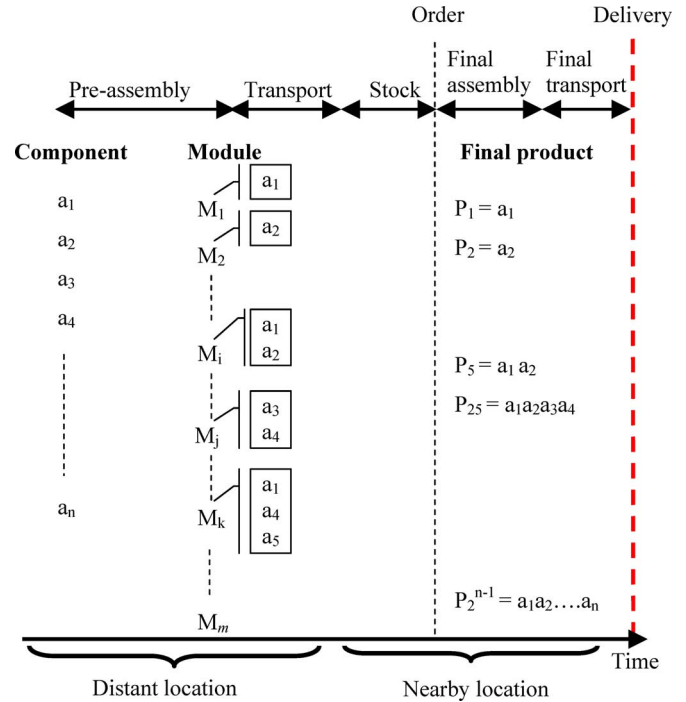 Order
Delivery
Pre-assembly
Transport
Stock
Final
assembly
Final
transport
Component
Module
Final product
a₁
a₂
a₃
a₄
aₙ
M₁
a₁
M₂
a₂
Mᵢ
a₁
a₂
Mⱼ
a₃
a₄
Mₖ
a₁
a₄
a₅
Mₘ
P₁ = a₁
P₂ = a₂
P₅ = a₁ a₂
P₂₅ = a₁a₂a₃a₄
P₂ⁿ⁻¹ = a₁a₂….aₙ
Time
Distant location
Nearby location